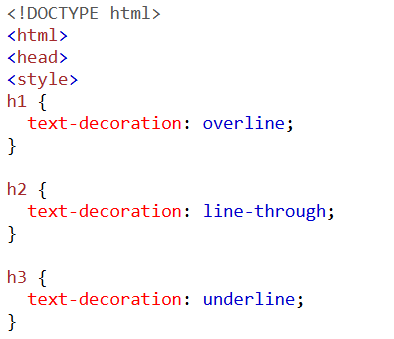 <!DOCTYPE html>
<html>
<head>
<style>
h1 {
  text-decoration: overline;
}

h2 {
  text-decoration: line-through;
}

h3 {
  text-decoration: underline;
}